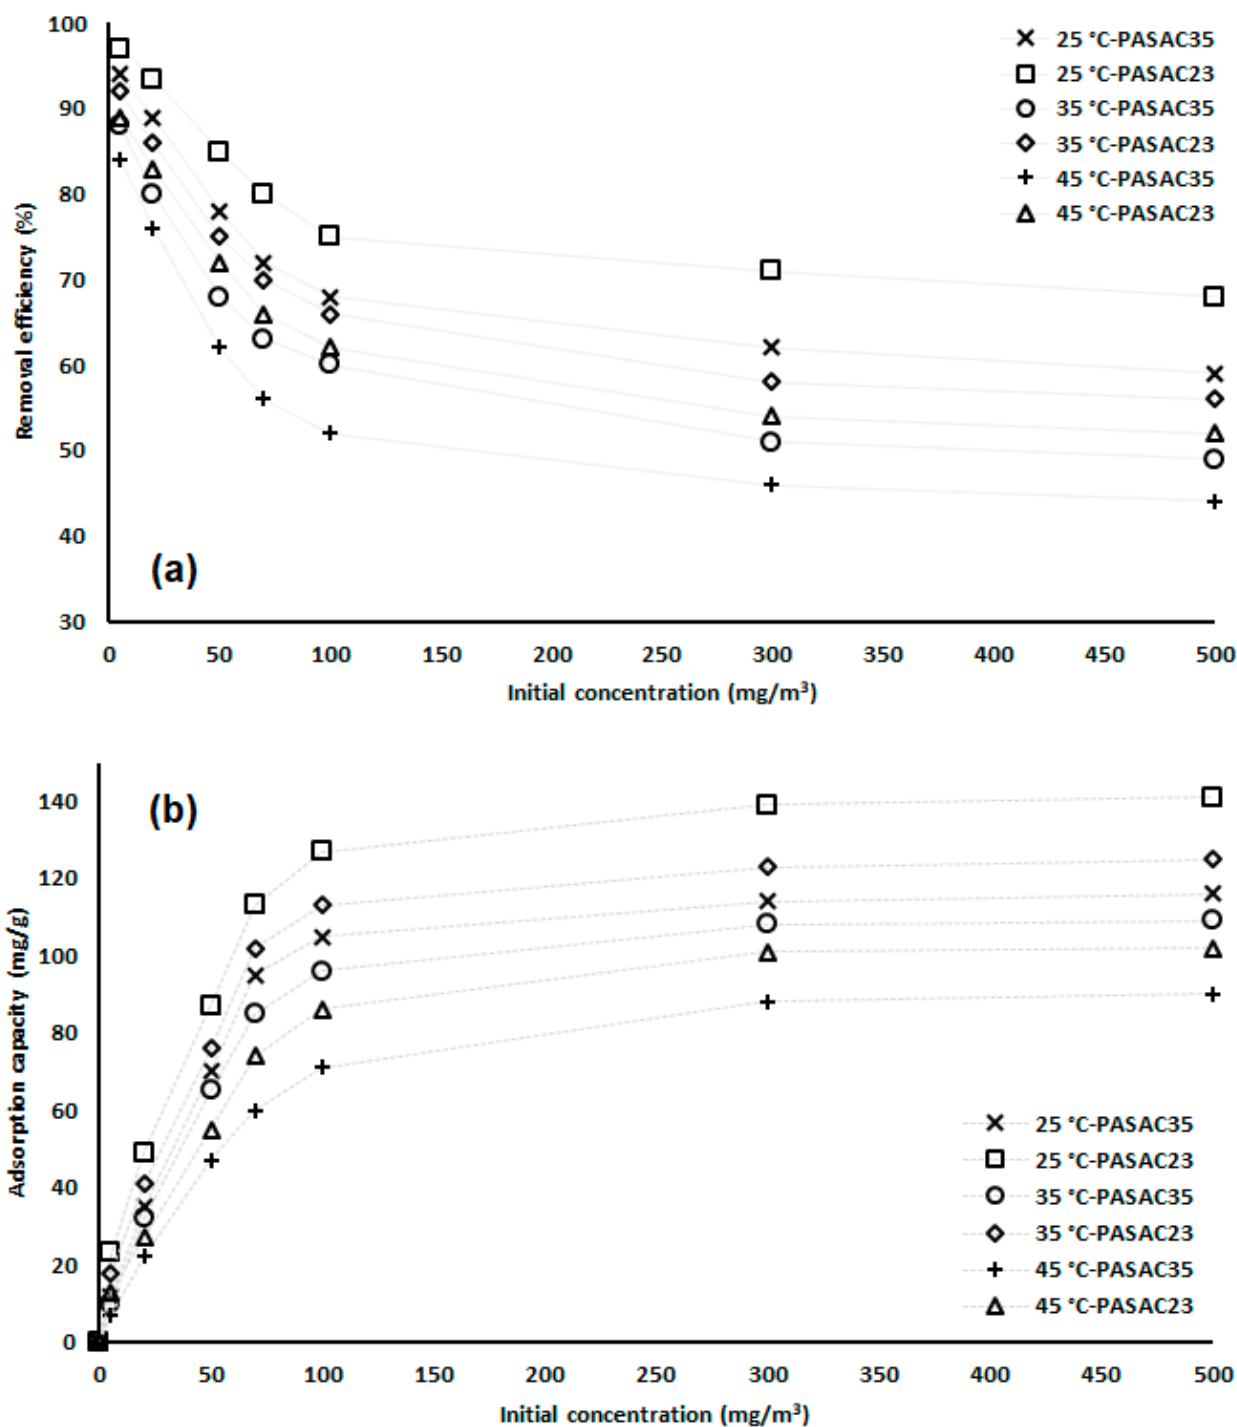 100
90
80
70
60
50
40
30
Removal efficiency (%)
25 °C-PASAC35
25 °C-PASAC23
35 °C-PASAC35
35 °C-PASAC23
45 °C-PASAC35
45 °C-PASAC23
(a)
0 50 100 150 200 250 300 350 400 450 500
Initial concentration (mg/m³)
140
120
100
80
60
40
20
0
Adsorption capacity (mg/g)
(b)
25 °C-PASAC35
25 °C-PASAC23
35 °C-PASAC35
35 °C-PASAC23
45 °C-PASAC35
45 °C-PASAC23
0 50 100 150 200 250 300 350 400 450 500
Initial concentration (mg/m³)